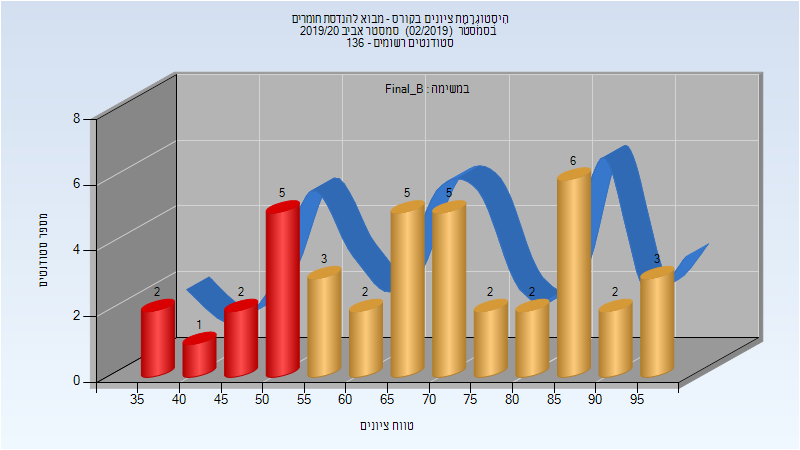 היסטוגרמת ציונים בקורס - מבוא להנדסת חומרים
בסמסטר (02/2019) סמסטר אביב 2019/20
סטודנטים רשומים - 136
במשימה : Final_B
מספר סטודנטים
8
6
4
2
0
2
1
2
5
3
2
5
5
2
2
6
2
3
35 40 45 50 55 60 65 70 75 80 85 90 95
טווח ציונים